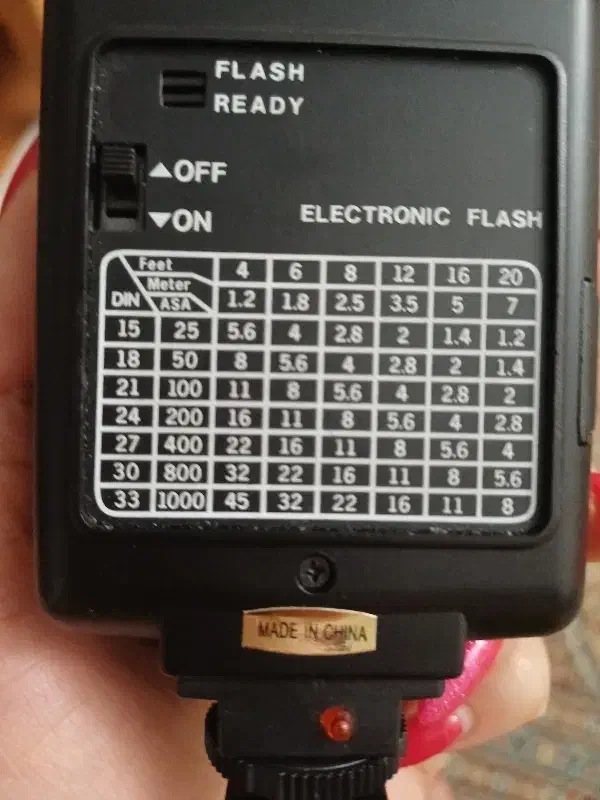 FLASH
READY
▲OFF
▼ON
ELECTRONIC FLASH
Feet 4 6 8 12 16 20
Meter 1.2 1.8 2.5 3.5 5 7
DIN ASA
15 25 5.6 4 2.8 2 1.4 1.2
18 50 8 5.6 4 2.8 2 1.4
21 100 11 8 5.6 4 2.8 2
24 200 16 11 8 5.6 4 2.8
27 400 22 16 11 8 5.6 4
30 800 32 22 16 11 8 5.6
33 1000 45 32 22 16 11 8
MADE IN CHINA